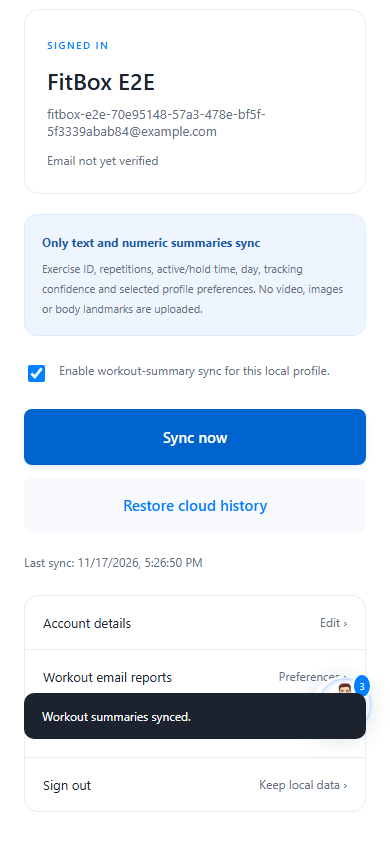 SIGNED IN
FitBox E2E
fitbox-e2e-70e95148-57a3-478e-bf5f-
5f3339abab84@example.com
Email not yet verified
Only text and numeric summaries sync
Exercise ID, repetitions, active/hold time, day, tracking
confidence and selected profile preferences. No video, images
or body landmarks are uploaded.
Enable workout-summary sync for this local profile.
Sync now
Restore cloud history
Last sync: 11/17/2026, 5:26:50 PM
Account details
Edit ›
Workout email reports
Preferences ›
3
Workout summaries synced.
Sign out
Keep local data ›